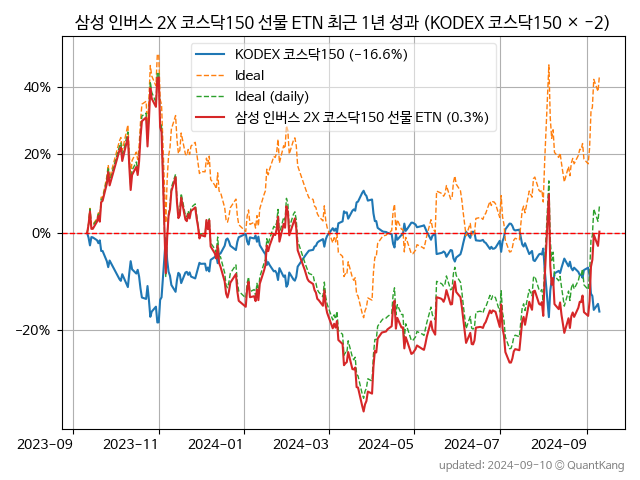 삼성 인버스 2X 코스닥150 선물 ETN 최근 1년 성과 (KODEX 코스닥150 × −2)
KODEX 코스닥150 (−16.6%)
Ideal
Ideal (daily)
삼성 인버스 2X 코스닥150 선물 ETN (0.3%)
40%
20%
0%
−20%
2023-09
2023-11
2024-01
2024-03
2024-05
2024-07
2024-09
updated: 2024-09-10 © QuantKang